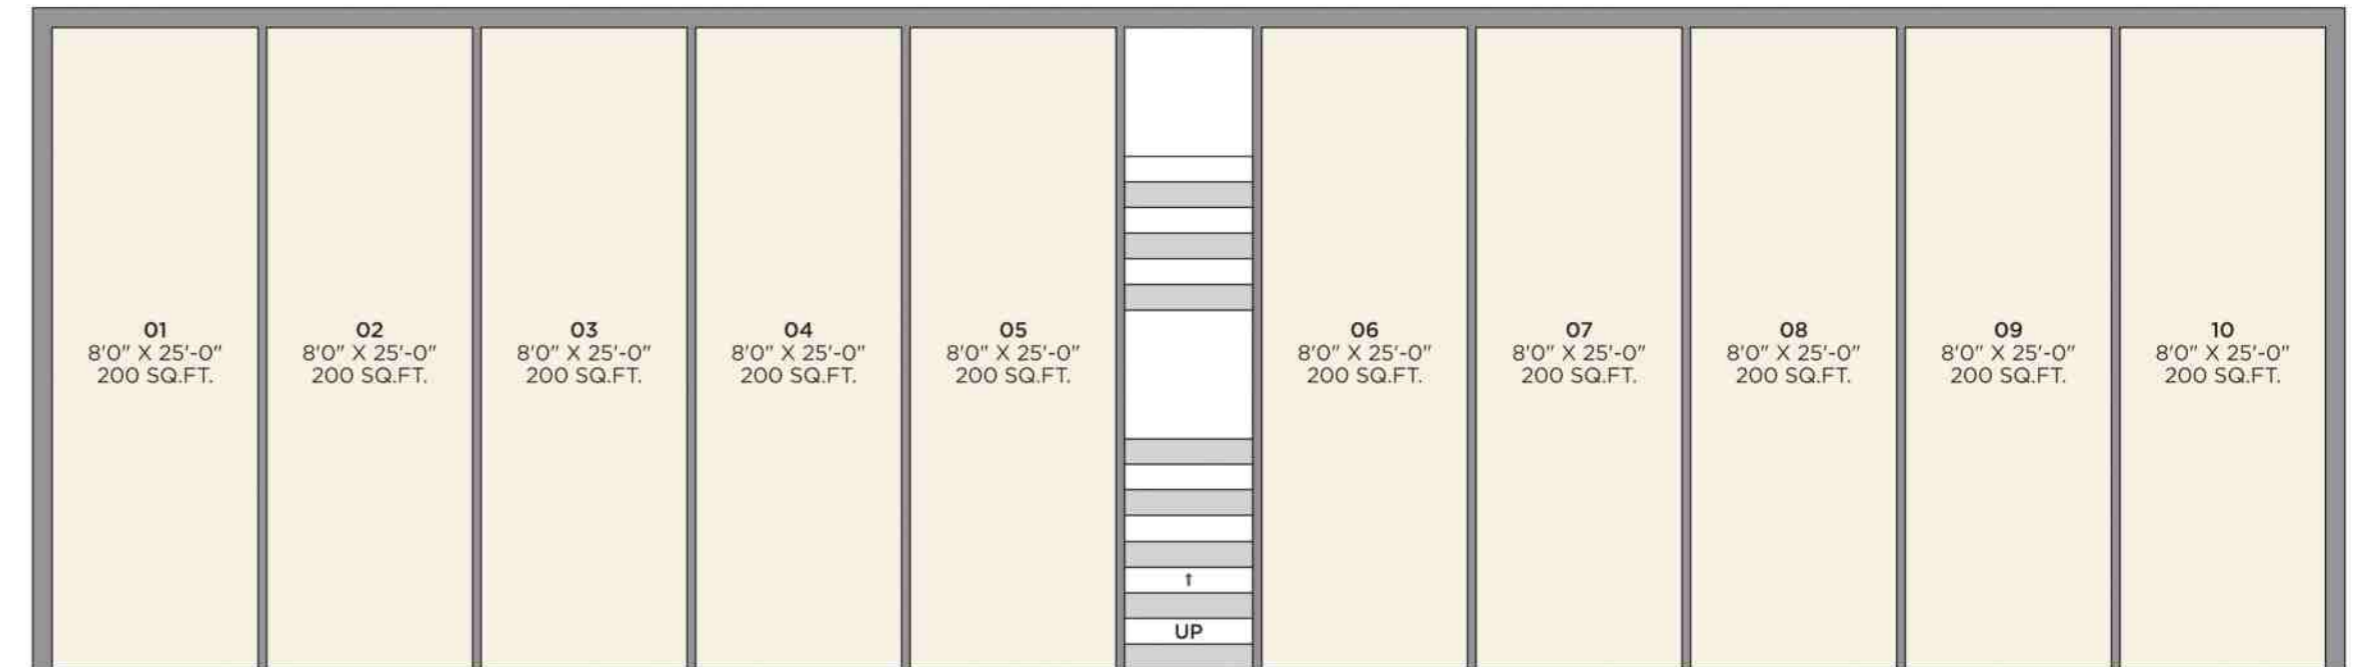 01
8'0" X 25'-0"
200 SQ.FT.
02
8'0" X 25'-0"
200 SQ.FT.
03
8'0" X 25'-0"
200 SQ.FT.
04
8'0" X 25'-0"
200 SQ.FT.
05
8'0" X 25'-0"
200 SQ.FT.
↑
UP
06
8'0" X 25'-0"
200 SQ.FT.
07
8'0" X 25'-0"
200 SQ.FT.
08
8'0" X 25'-0"
200 SQ.FT.
09
8'0" X 25'-0"
200 SQ.FT.
10
8'0" X 25'-0"
200 SQ.FT.